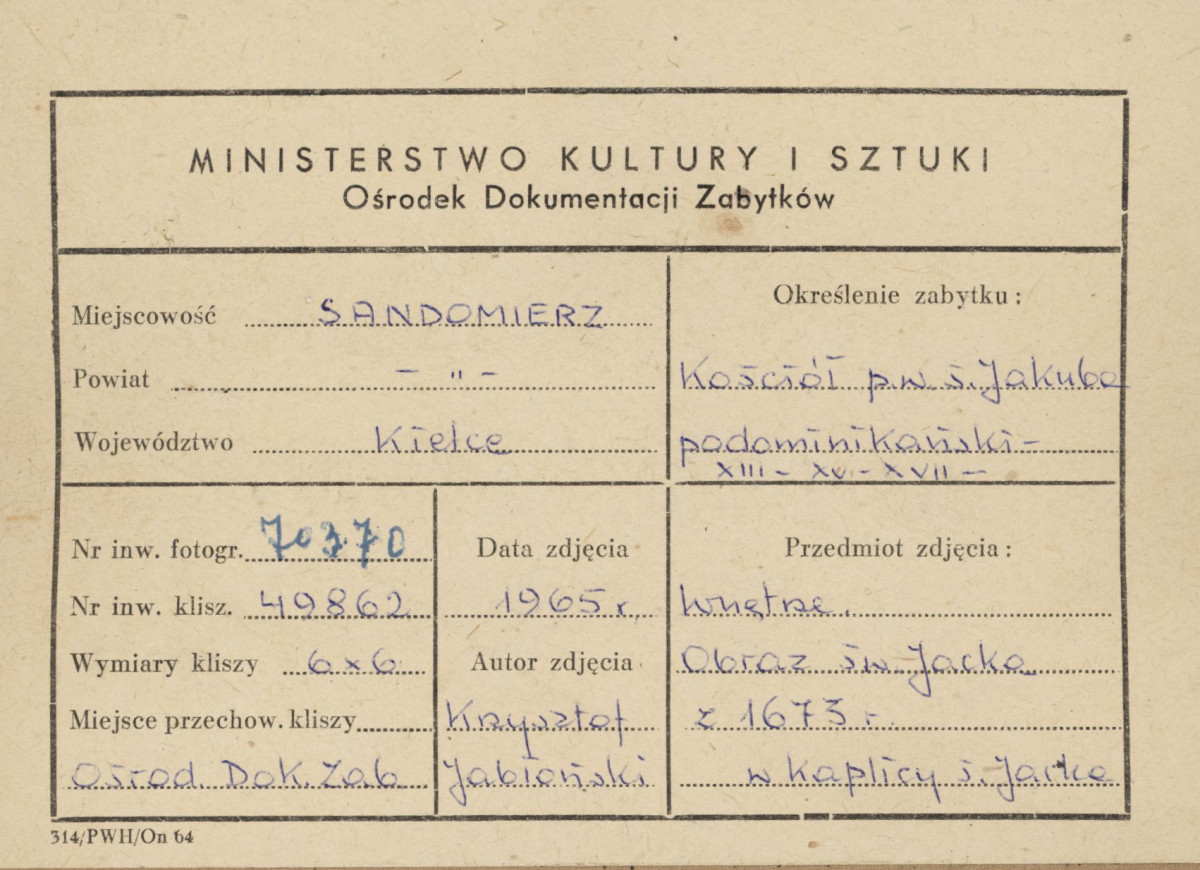 MINISTERSTWO KULTURY I SZTUKI
Ośrodek Dokumentacji Zabytków
Miejscowość SANDOMIERZ
Powiat – " –
Województwo Kielce
Określenie zabytku:
Kościół p.w. ś. Jakuba
podominikański –
XIII – XV – XVII –
Nr inw. fotogr. 70370
Nr inw. klisz. 49862
Wymiary kliszy 6x6
Miejsce przechow. kliszy
Ośrod. Dok. Zab
Data zdjęcia
1965 r.
Autor zdjęcia
Krzysztof
Jabłoński
Przedmiot zdjęcia:
Wnętrze.
Obraz św. Jacka
z 1673 r.
w kaplicy ś. Jacka
314/PWH/On 64